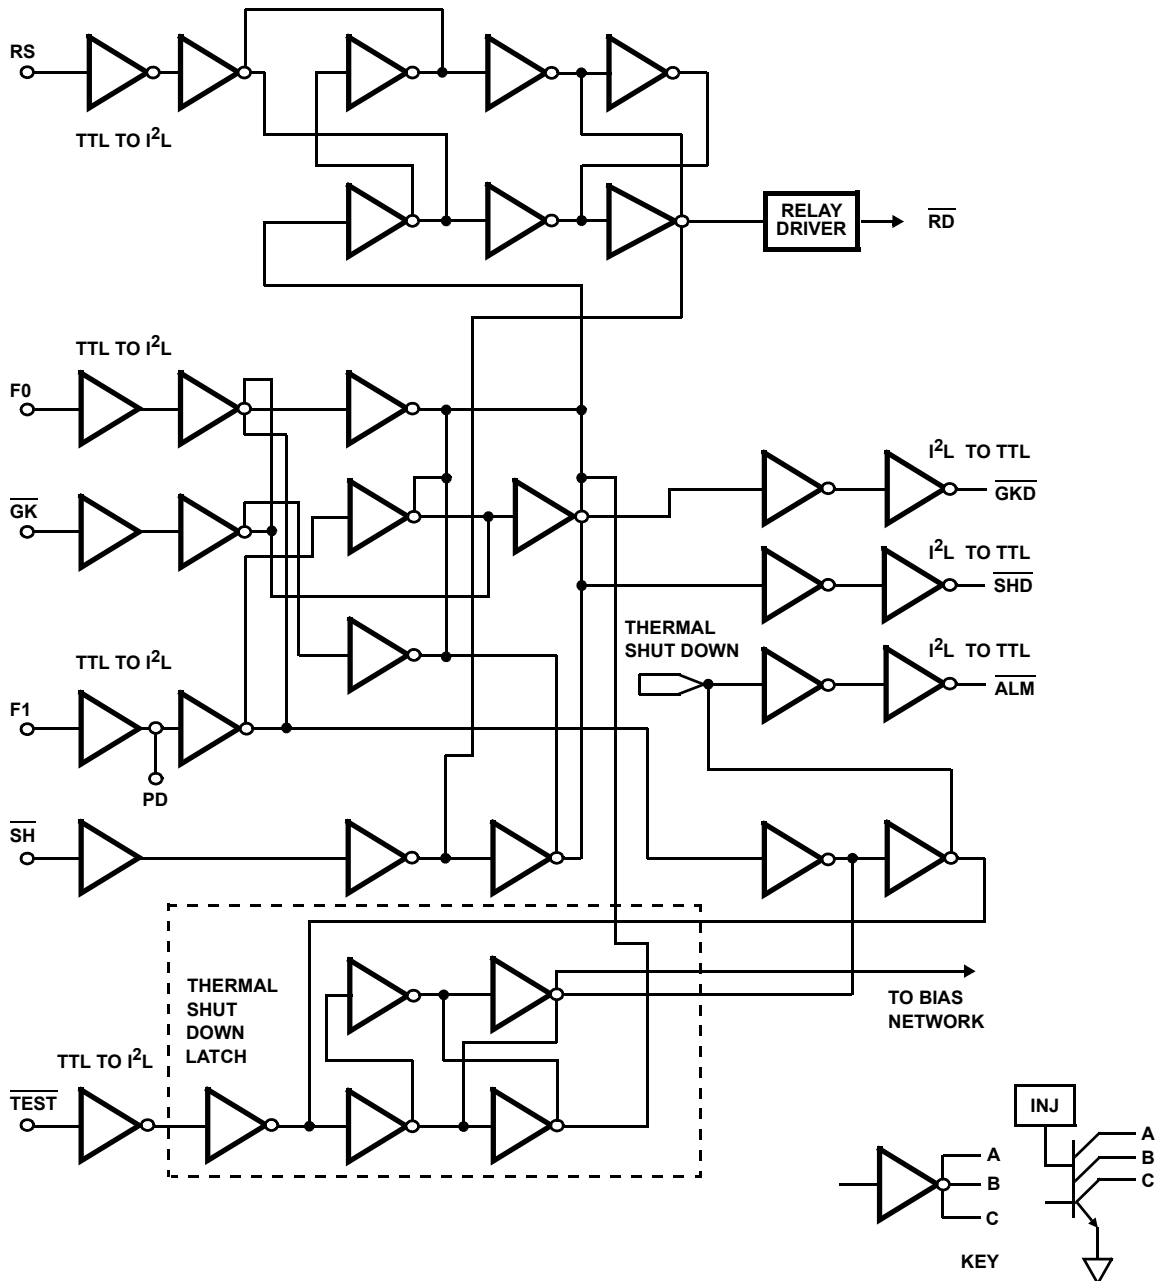 RS
TTL TO I²L
RELAY
DRIVER
RD
TTL TO I²L
F0
GK
I²L TO TTL
GKD
I²L TO TTL
SHD
THERMAL
SHUT DOWN
I²L TO TTL
ALM
TTL TO I²L
F1
PD
SH
THERMAL
SHUT
DOWN
LATCH
TO BIAS
NETWORK
TTL TO I²L
TEST
INJ
A
B
C
A
B
C
KEY